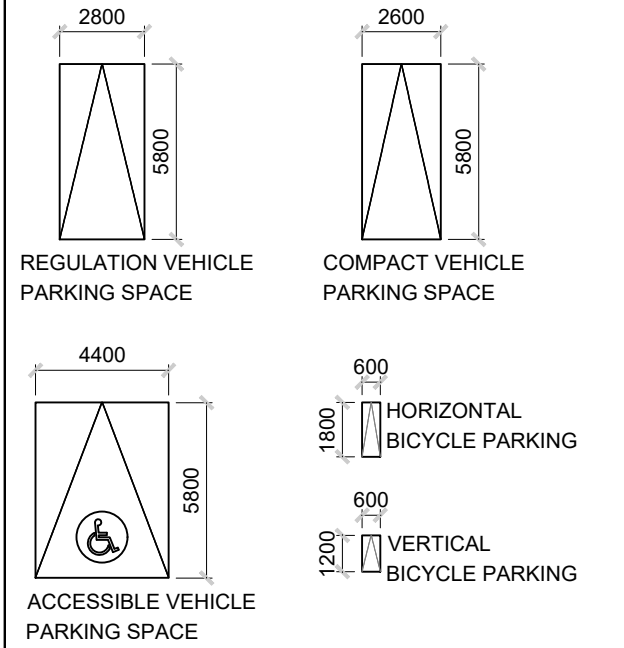 2800
5800
REGULATION VEHICLE
PARKING SPACE
2600
5800
COMPACT VEHICLE
PARKING SPACE
4400
5800
ACCESSIBLE VEHICLE
PARKING SPACE
600
1800
HORIZONTAL
BICYCLE PARKING
600
1200
VERTICAL
BICYCLE PARKING